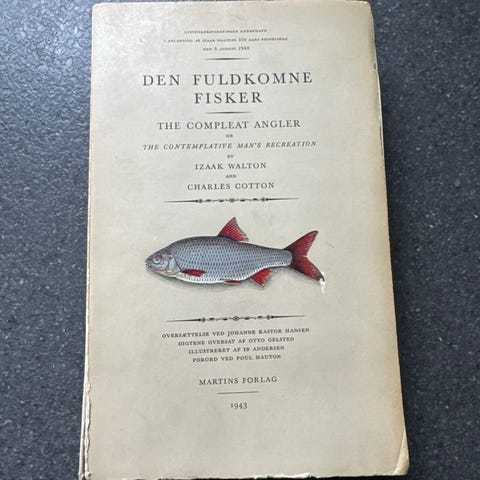 LYSTFISKERIFORENINGEN KØBENHAVN
I ANLEDNING AF IZAAK WALTONS 350 AARS FØDSELSDAG
DEN 9. AUGUST 1943
DEN FULDKOMNE
FISKER
THE COMPLEAT ANGLER
OR
THE CONTEMPLATIVE MAN'S RECREATION
BY
IZAAK WALTON
AND
CHARLES COTTON
OVERSÆTTELSE VED JOHANNE KASTOR HANSEN
DIGTENE OVERSAT AF OTTO GELSTED
ILLUSTRERET AF IB ANDERSEN
FORORD VED POUL HAUTON
MARTINS FORLAG
1943